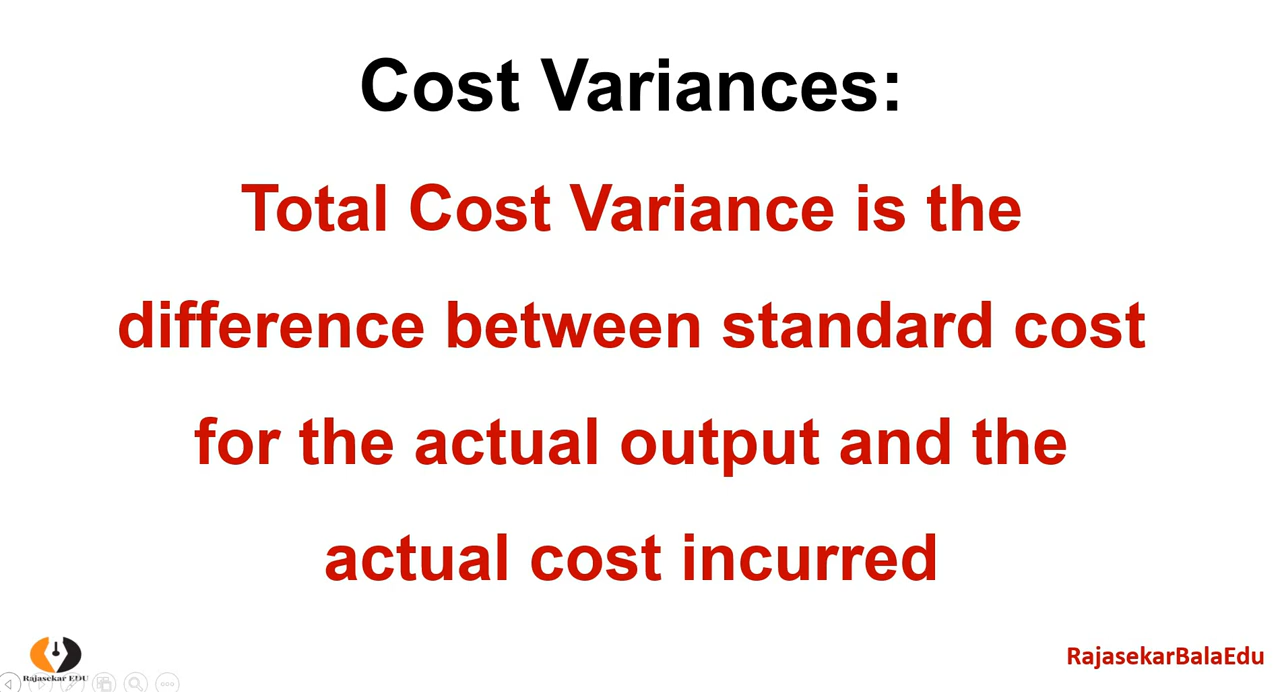 Cost Variances:
Total Cost Variance is the
difference between standard cost
for the actual output and the
actual cost incurred
Rajasekar EDU
RajasekarBalaEdu